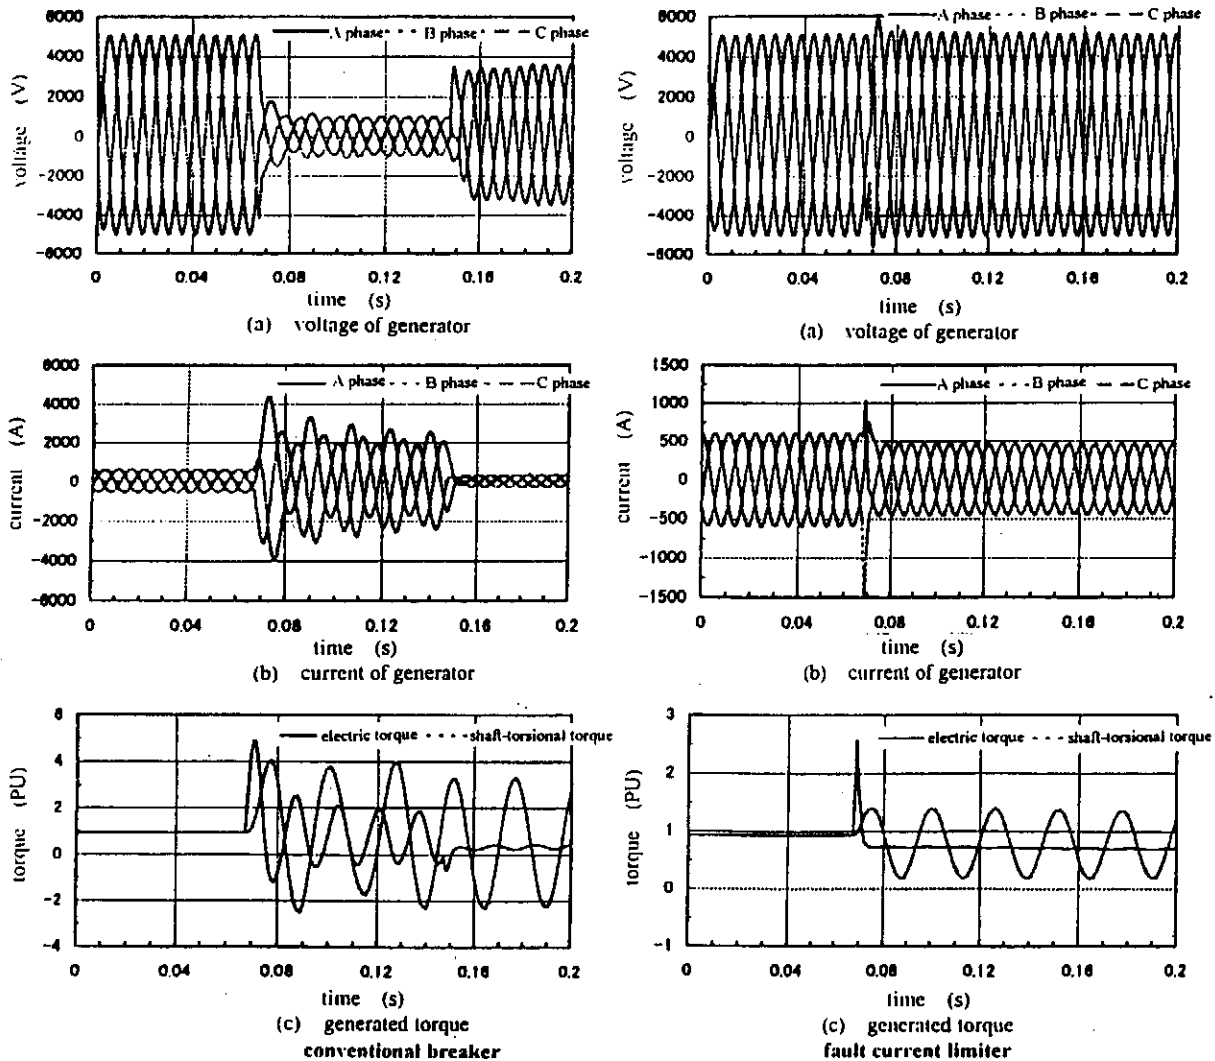 6000
4000
2000
0
-2000
-4000
6000
voltage (V)
A phase B phase C phase
0 0.04 0.08 0.12 0.16 0.2
time (s)
(a) voltage of generator
6000
4000
2000
0
-2000
-4000
-6000
current (A)
A phase B phase C phase
0 0.04 0.08 0.12 0.16 0.2
time (s)
(b) current of generator
6
4
2
0
-2
-4
torque (PU)
electric torque shaft-torsional torque
0 0.04 0.08 0.12 0.16 0.2
time (s)
(c) generated torque
conventional breaker
6000
4000
2000
0
-2000
-4000
-6000
voltage (V)
A phase B phase C phase
0 0.04 0.08 0.12 0.16 0.2
time (s)
(a) voltage of generator
1500
1000
500
0
-500
-1000
-1500
current (A)
A phase B phase C phase
0 0.04 0.08 0.12 0.16 0.2
time (s)
(b) current of generator
3
2
1
0
-1
torque (PU)
electric torque shaft-torsional torque
0 0.04 0.08 0.12 0.16 0.2
time (s)
(c) generated torque
fault current limiter